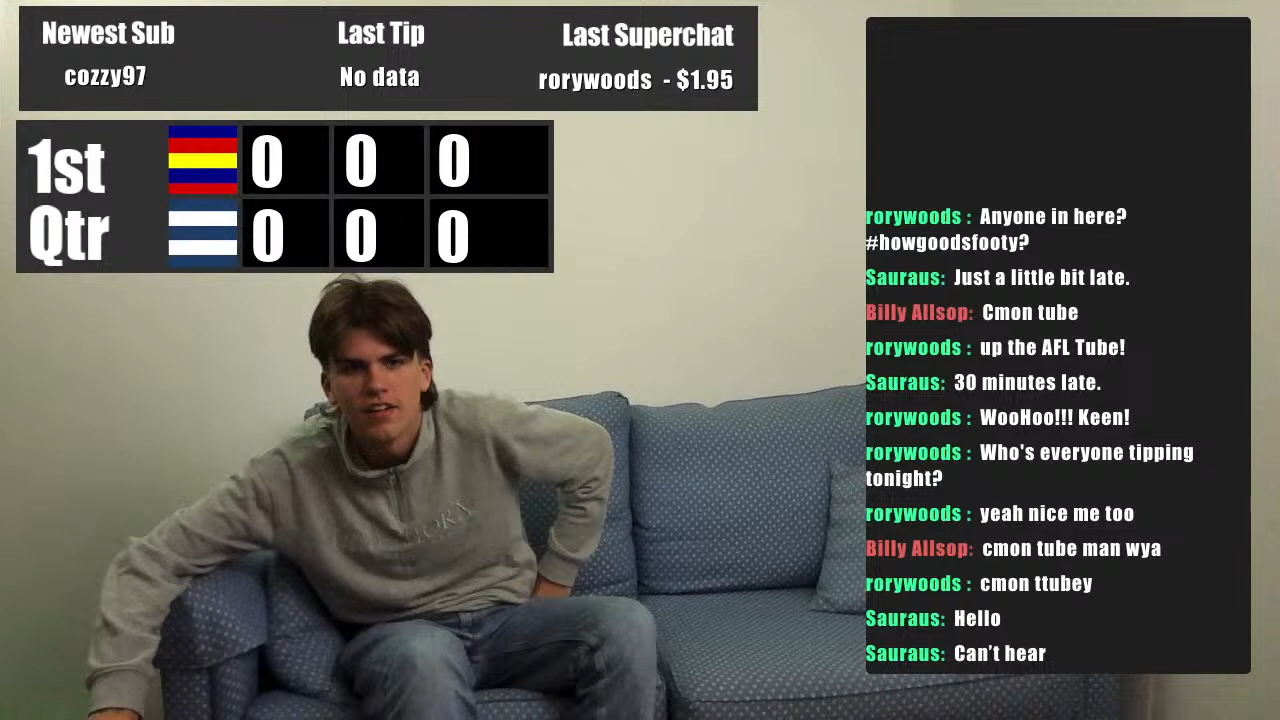 Newest Sub
cozzy97
Last Tip
No data
Last Superchat
rorywoods - $1.95
1st
Qtr
0 0 0
0 0 0
rorywoods : Anyone in here?
#howgoodsfooty?
Sauraus: Just a little bit late.
Billy Allsop: Cmon tube
rorywoods : up the AFL Tube!
Sauraus: 30 minutes late.
rorywoods : WooHoo!!! Keen!
rorywoods : Who's everyone tipping
tonight?
rorywoods : yeah nice me too
Billy Allsop: cmon tube man wya
rorywoods : cmon ttubey
Sauraus: Hello
Sauraus: Can't hear